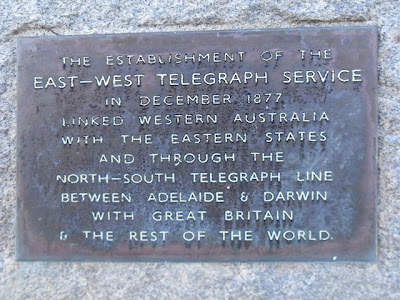 THE ESTABLISHMENT OF THE
EAST-WEST TELEGRAPH SERVICE
IN DECEMBER 1877
LINKED WESTERN AUSTRALIA
WITH THE EASTERN STATES
AND THROUGH THE
NORTH-SOUTH TELEGRAPH LINE
BETWEEN ADELAIDE & DARWIN
WITH GREAT BRITAIN
& THE REST OF THE WORLD.